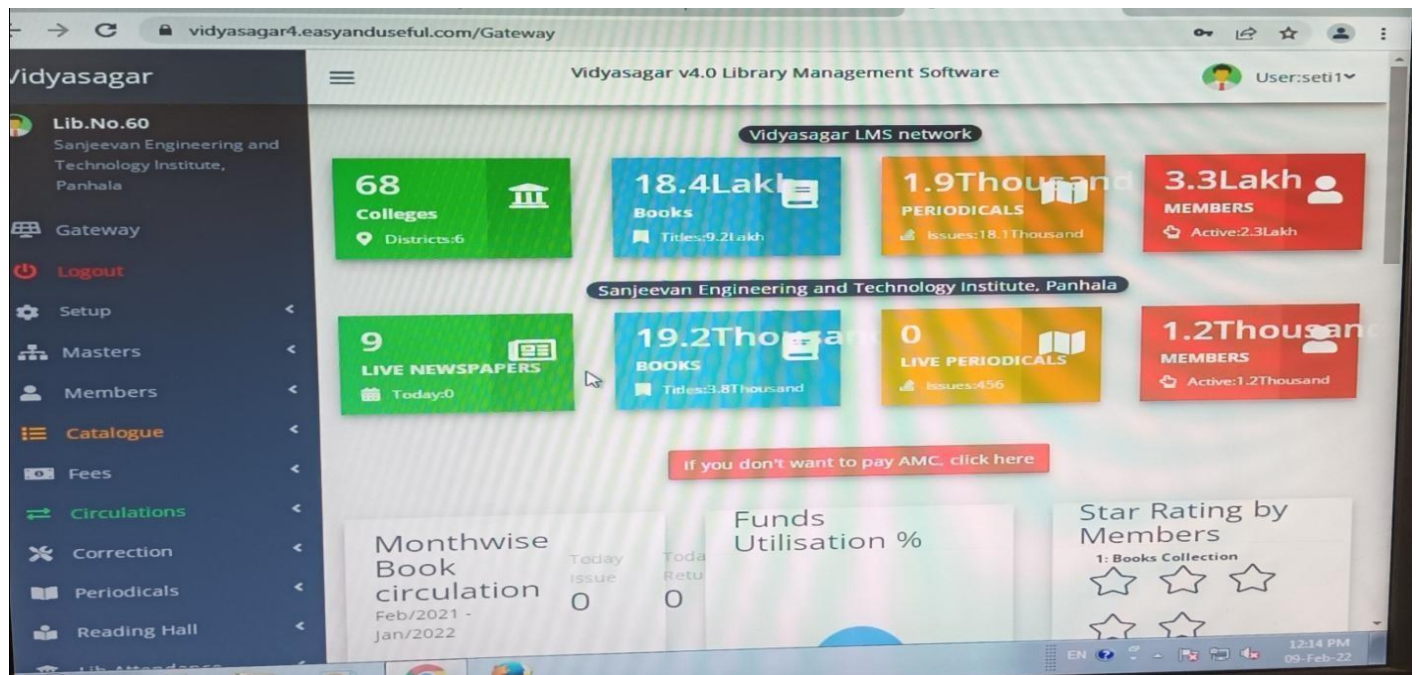 vidyasagar4.easyanduseful.com/Gateway
Vidyasagar
Vidyasagar v4.0 Library Management Software
User:seti1
Lib.No.60
Sanjeevan Engineering and
Technology Institute,
Panhala
Gateway
Logout
Setup
Masters
Members
Catalogue
Fees
Circulations
Correction
Periodicals
Reading Hall
Vidyasagar LMS network
68
Colleges
Districts:6
18.4Lakh
Books
Titles:9.2Lakh
1.9Thousand
PERIODICALS
Issues:18.1Thousand
3.3Lakh
MEMBERS
Active:2.3Lakh
Sanjeevan Engineering and Technology Institute, Panhala
9
LIVE NEWSPAPERS
Today:0
19.2Thousan
BOOKS
Titles:3.8Thousand
0
LIVE PERIODICALS
Issues:456
1.2Thousan
MEMBERS
Active:1.2Thousand
If you don't want to pay AMC, click here
Monthwise
Book
circulation
Feb/2021 -
Jan/2022
Today
Issue
0
Toda
Retu
0
Funds
Utilisation %
Star Rating by
Members
1: Books Collection
EN
12:14 PM
09-Feb-22